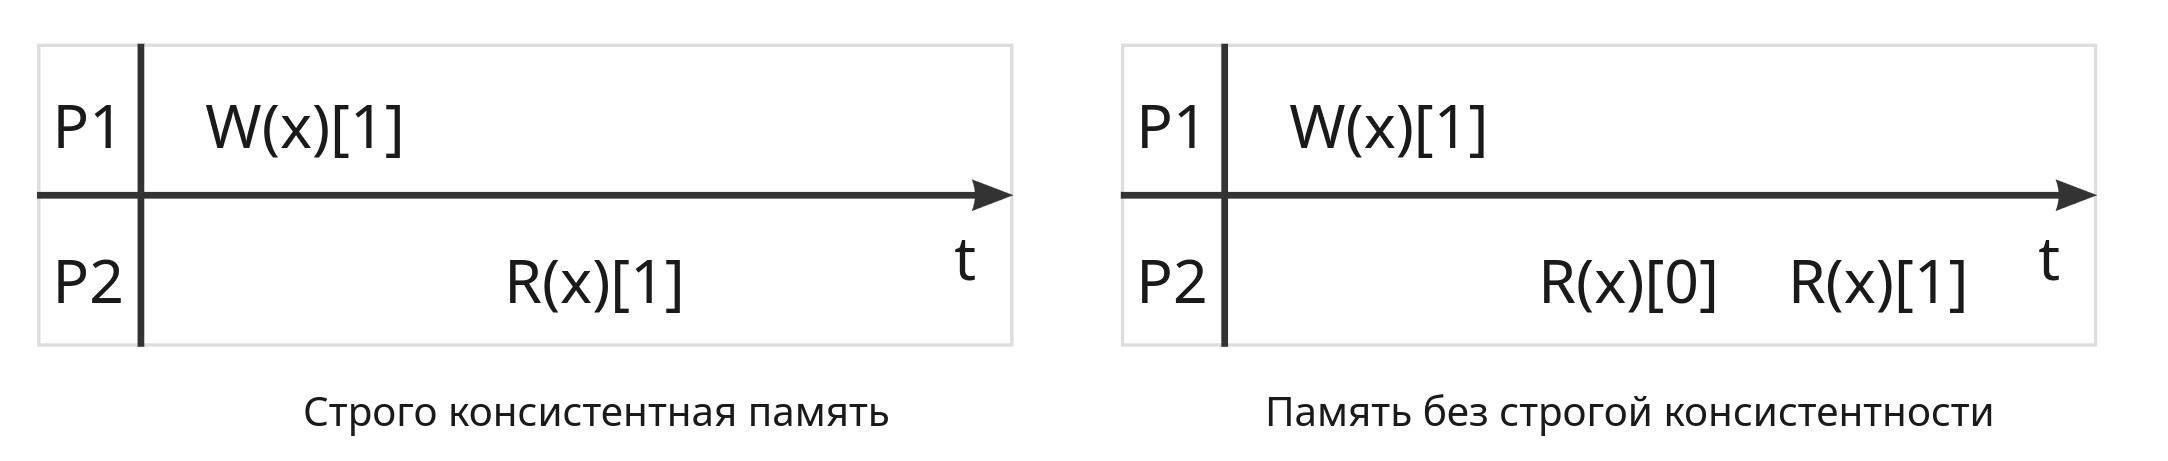 P1 W(x)[1]
t
P2 R(x)[1]
Строго консистентная память
P1 W(x)[1]
t
P2 R(x)[0] R(x)[1]
Память без строгой консистентности